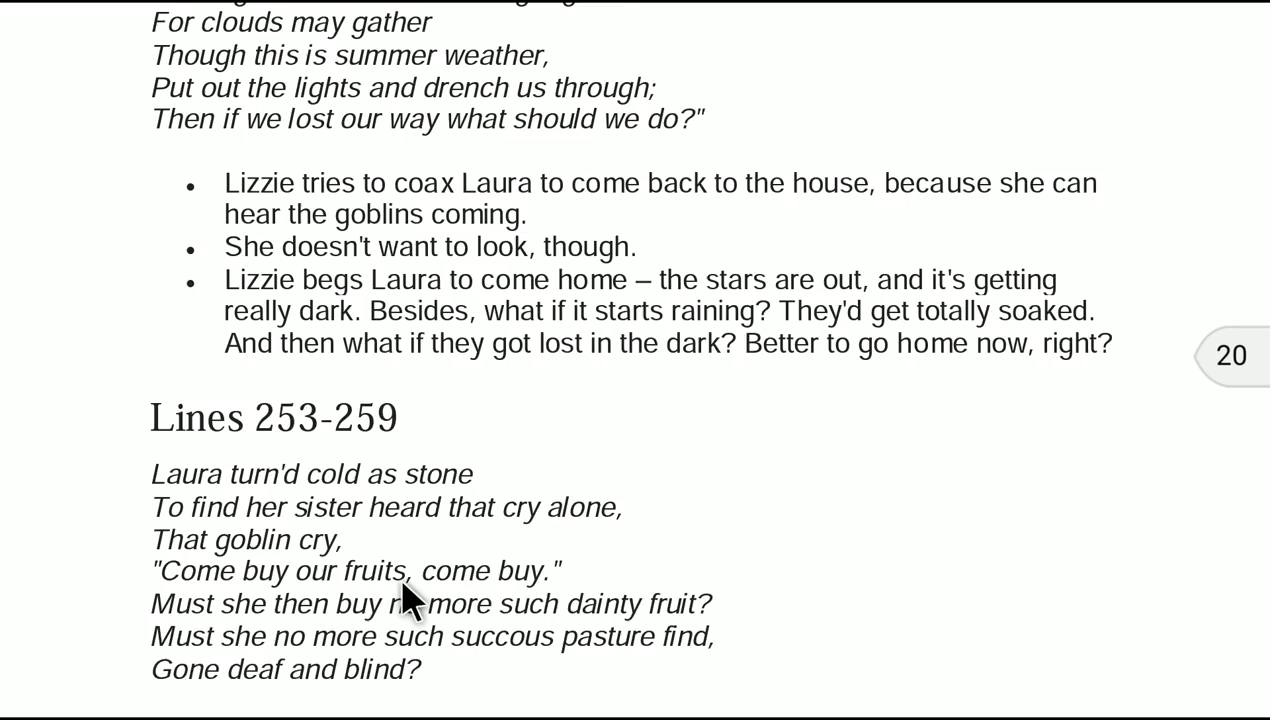 For clouds may gather
Though this is summer weather,
Put out the lights and drench us through;
Then if we lost our way what should we do?"
• Lizzie tries to coax Laura to come back to the house, because she can
hear the goblins coming.
• She doesn't want to look, though.
• Lizzie begs Laura to come home – the stars are out, and it's getting
really dark. Besides, what if it starts raining? They'd get totally soaked.
And then what if they got lost in the dark? Better to go home now, right?
20
Lines 253-259
Laura turn'd cold as stone
To find her sister heard that cry alone,
That goblin cry,
"Come buy our fruits, come buy."
Must she then buy more such dainty fruit?
Must she no more such succous pasture find,
Gone deaf and blind?